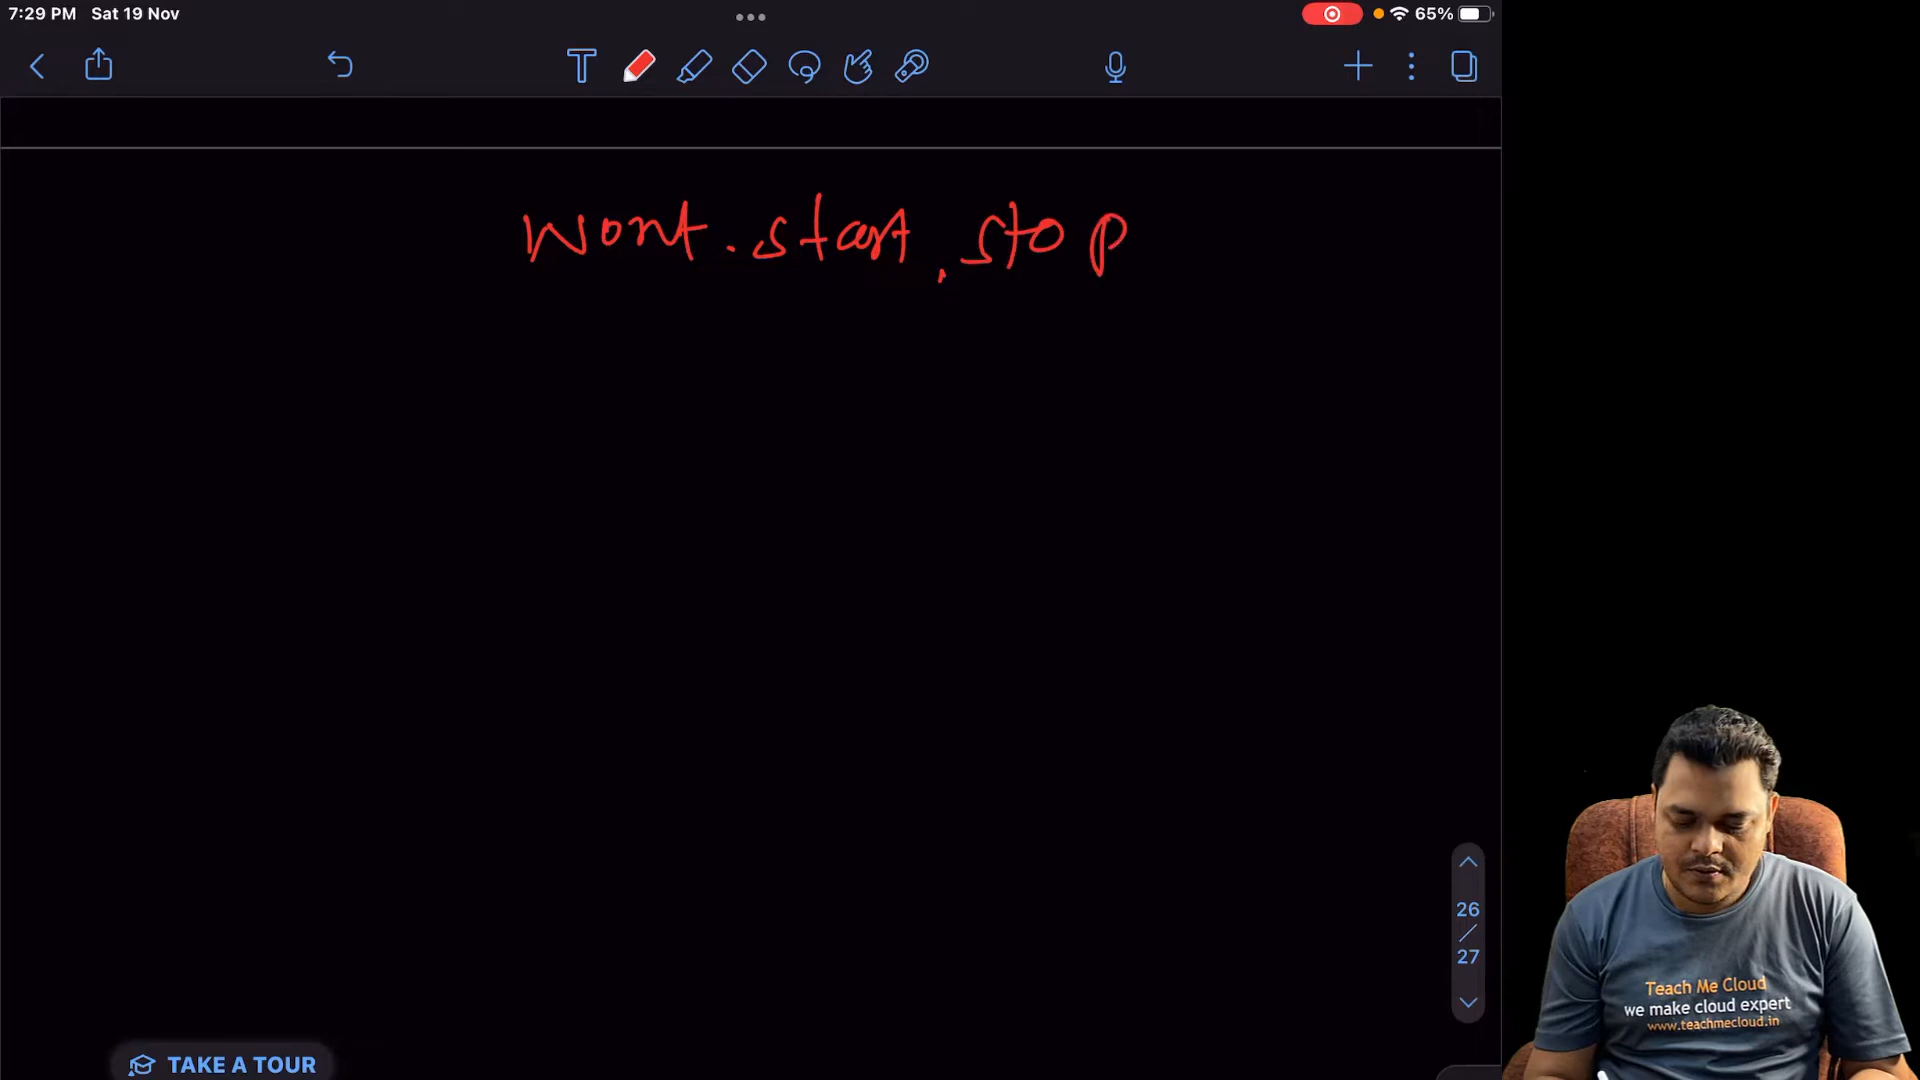 7:29 PM Sat 19 Nov
65%
T
Wont.start.stop
26
27
TAKE A TOUR
Teach Me Cloud
we make cloud expert
www.teachmecloud.in